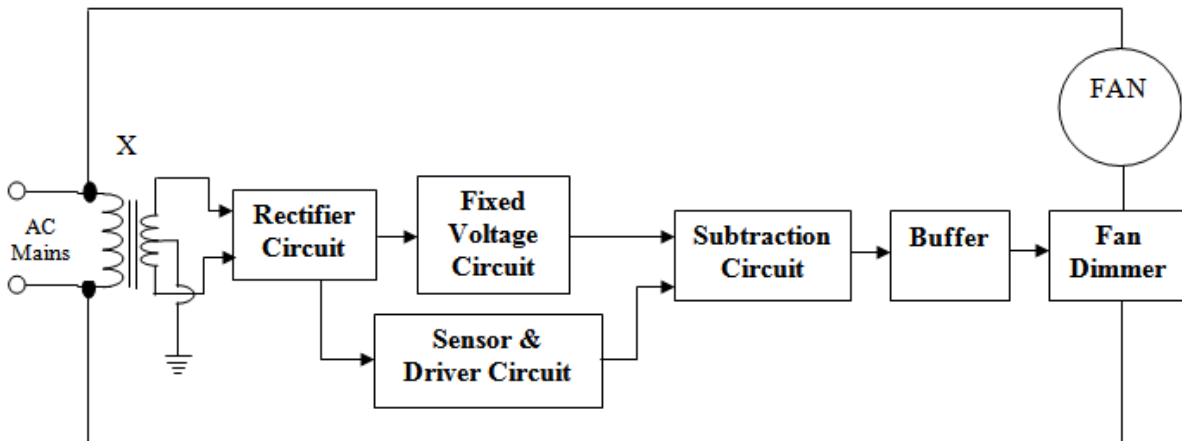 FAN
X
AC
Mains
Rectifier
Circuit
Fixed
Voltage
Circuit
Subtraction
Circuit
Buffer
Fan
Dimmer
Sensor &
Driver Circuit